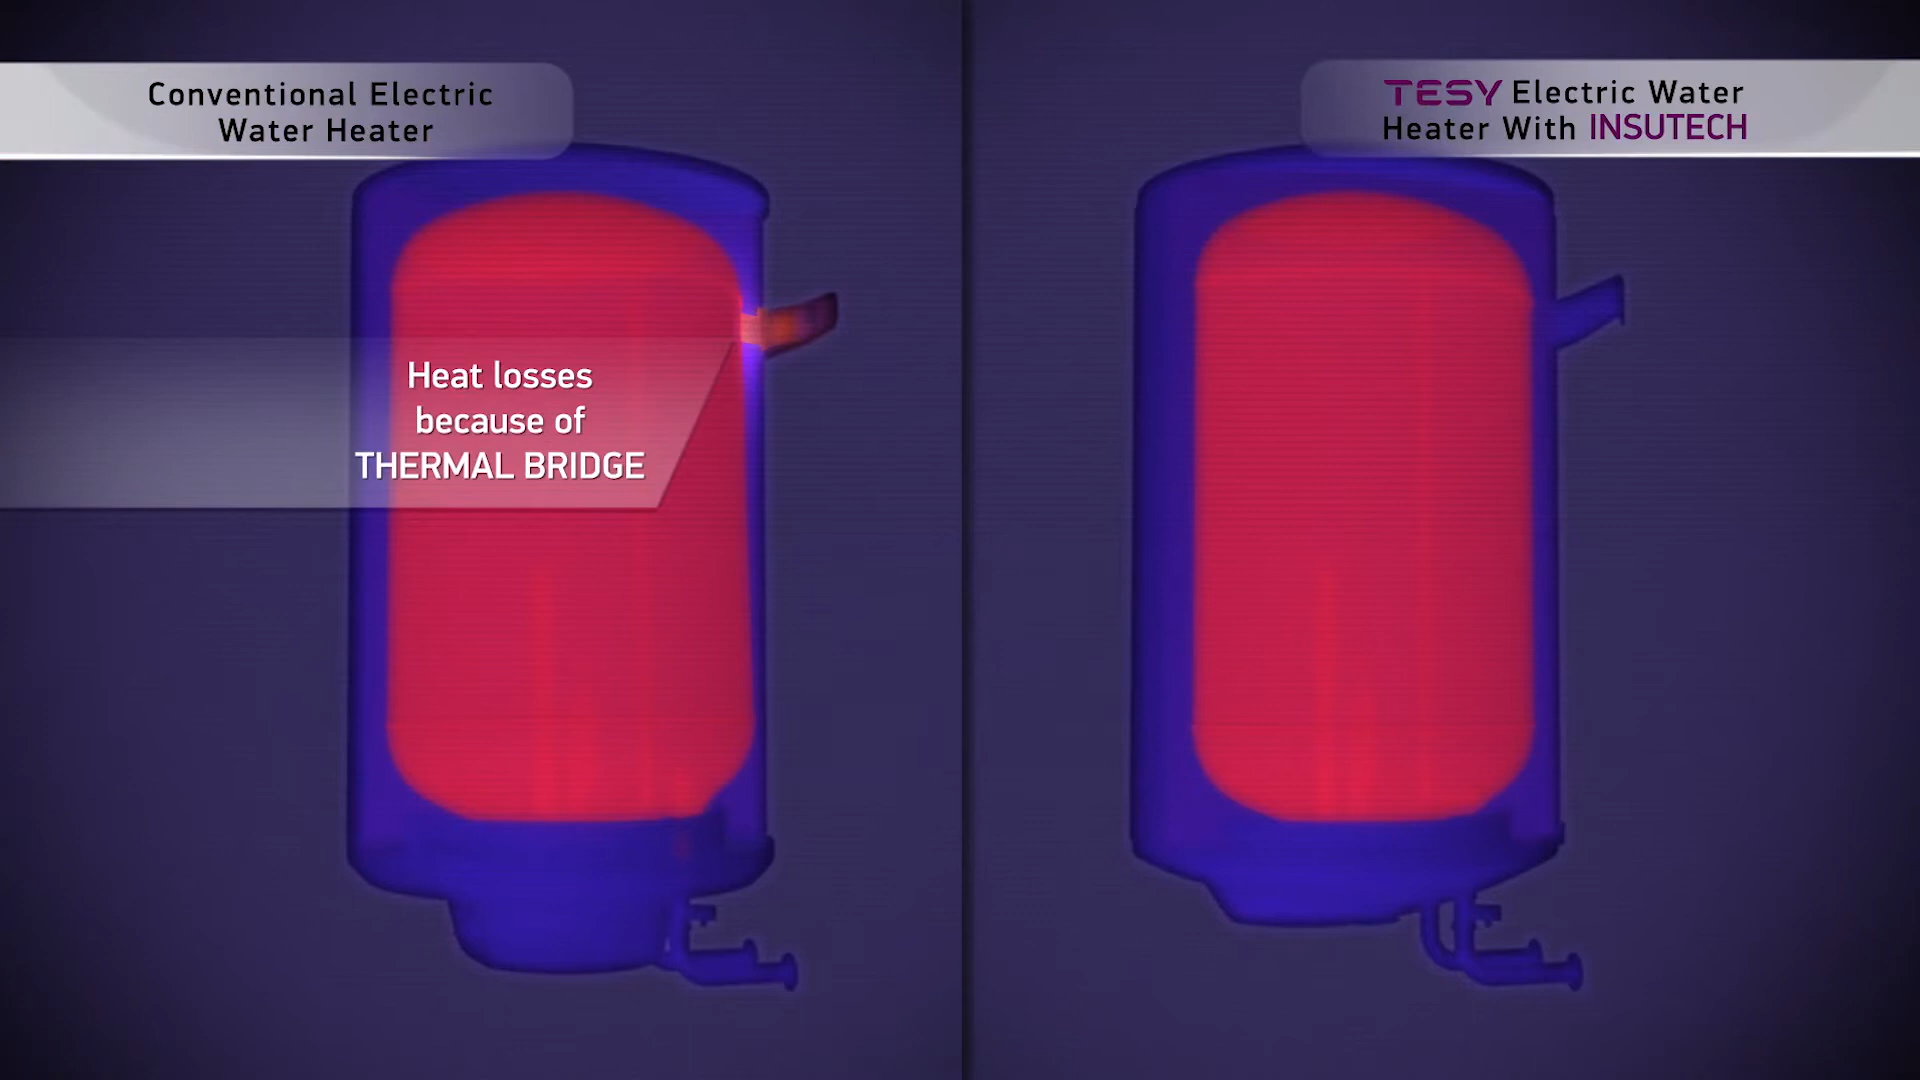 Conventional Electric
Water Heater
TESY Electric Water
Heater With INSUTECH
Heat losses
because of
THERMAL BRIDGE